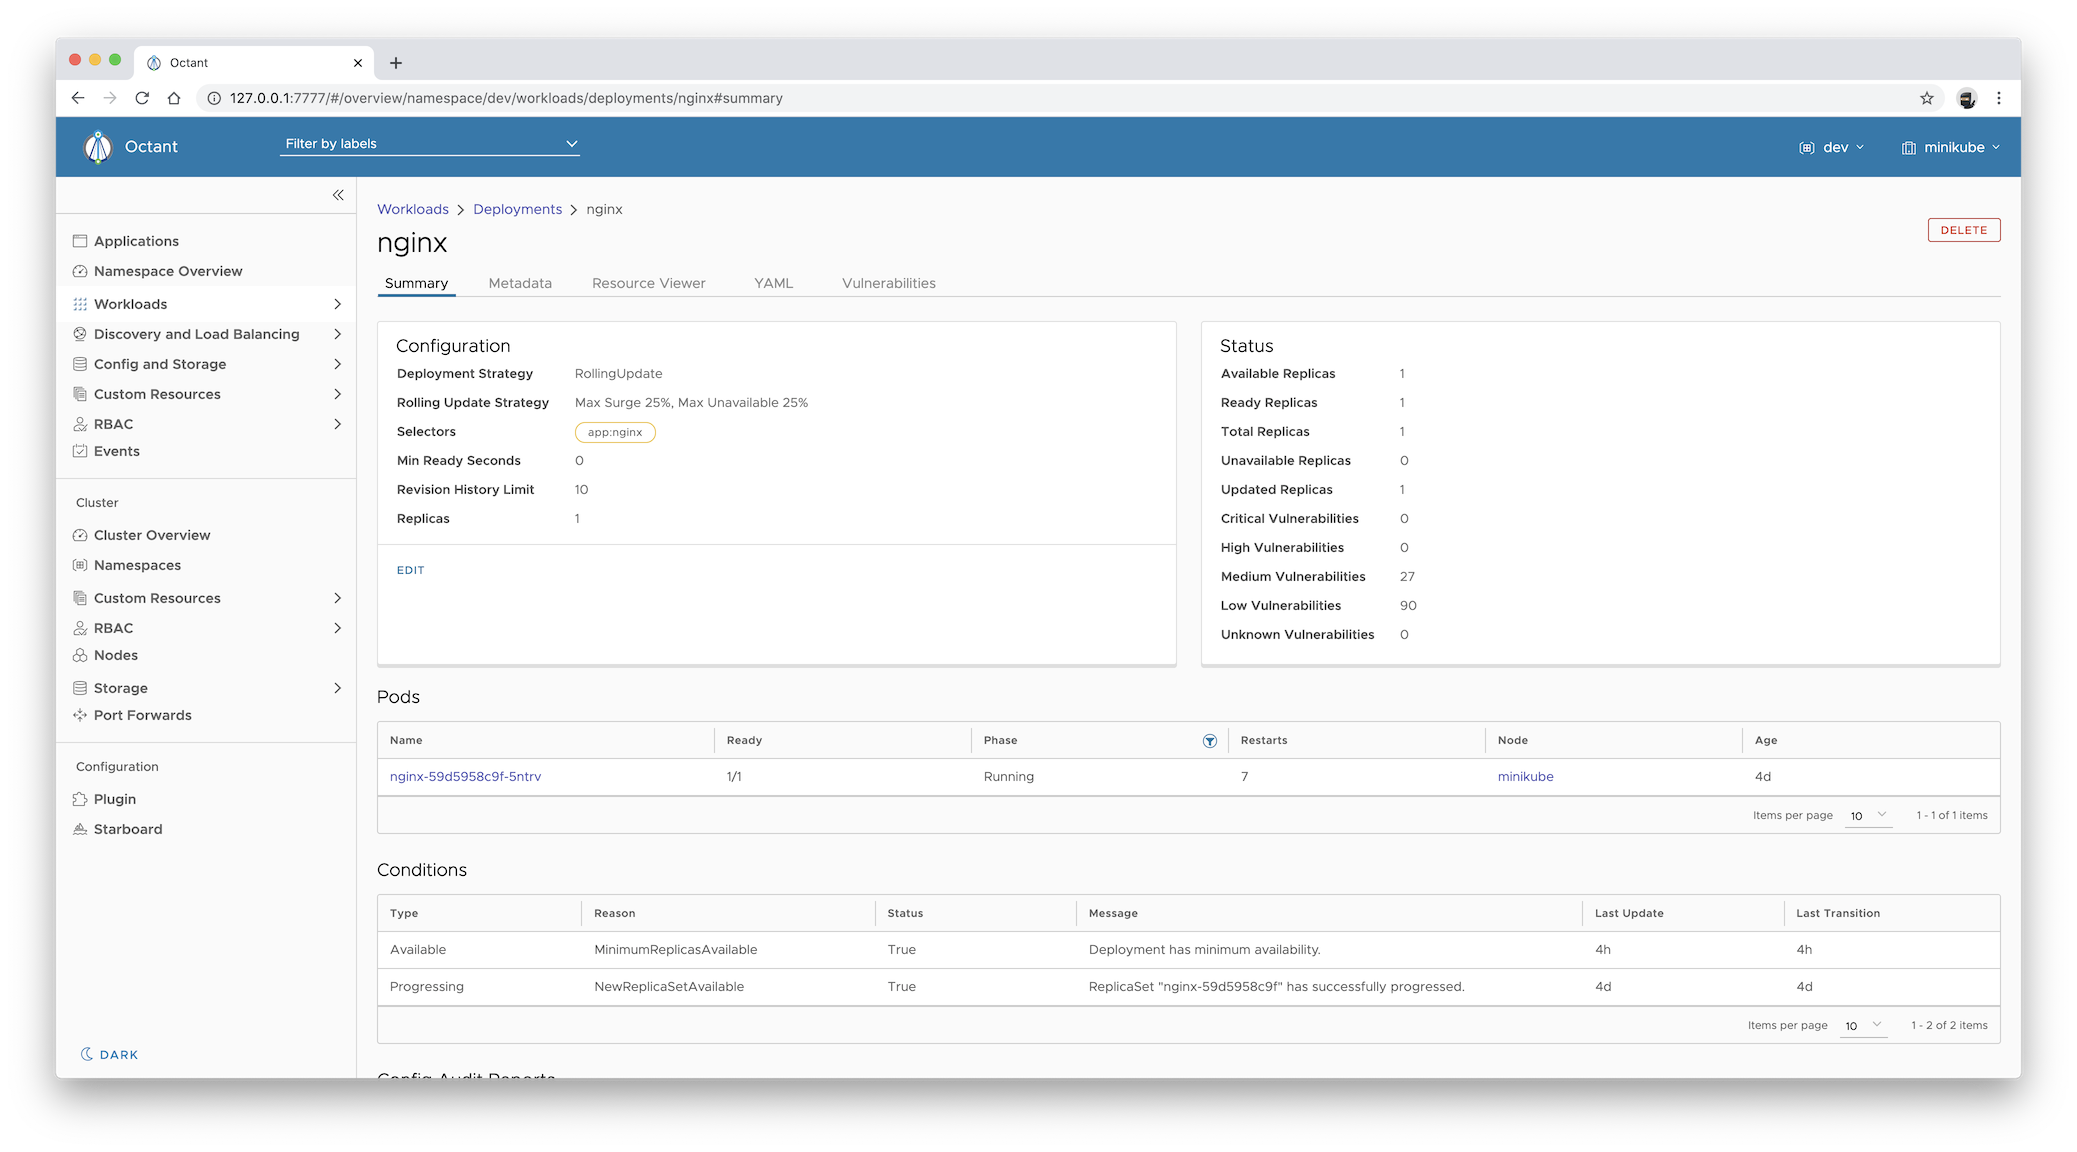 Octant
127.0.0.1:7777/#/overview/namespace/dev/workloads/deployments/nginx#summary
Octant
Filter by labels
dev
minikube
Applications
Namespace Overview
Workloads
Discovery and Load Balancing
Config and Storage
Custom Resources
RBAC
Events
Cluster
Cluster Overview
Namespaces
Custom Resources
RBAC
Nodes
Storage
Port Forwards
Configuration
Plugin
Starboard
DARK
Workloads > Deployments > nginx
nginx
DELETE
Summary Metadata Resource Viewer YAML Vulnerabilities
Configuration
Deployment Strategy RollingUpdate
Rolling Update Strategy Max Surge 25%, Max Unavailable 25%
Selectors app:nginx
Min Ready Seconds 0
Revision History Limit 10
Replicas 1
EDIT
Status
Available Replicas 1
Ready Replicas 1
Total Replicas 1
Unavailable Replicas 0
Updated Replicas 1
Critical Vulnerabilities 0
High Vulnerabilities 0
Medium Vulnerabilities 27
Low Vulnerabilities 90
Unknown Vulnerabilities 0
Pods
Name Ready Phase Restarts Node Age
nginx-59d5958c9f-5ntrv 1/1 Running 7 minikube 4d
Items per page 10 1 - 1 of 1 items
Conditions
Type Reason Status Message Last Update Last Transition
Available MinimumReplicasAvailable True Deployment has minimum availability. 4h 4h
Progressing NewReplicaSetAvailable True ReplicaSet "nginx-59d5958c9f" has successfully progressed. 4d 4d
Items per page 10 1 - 2 of 2 items
Config Audit Reports